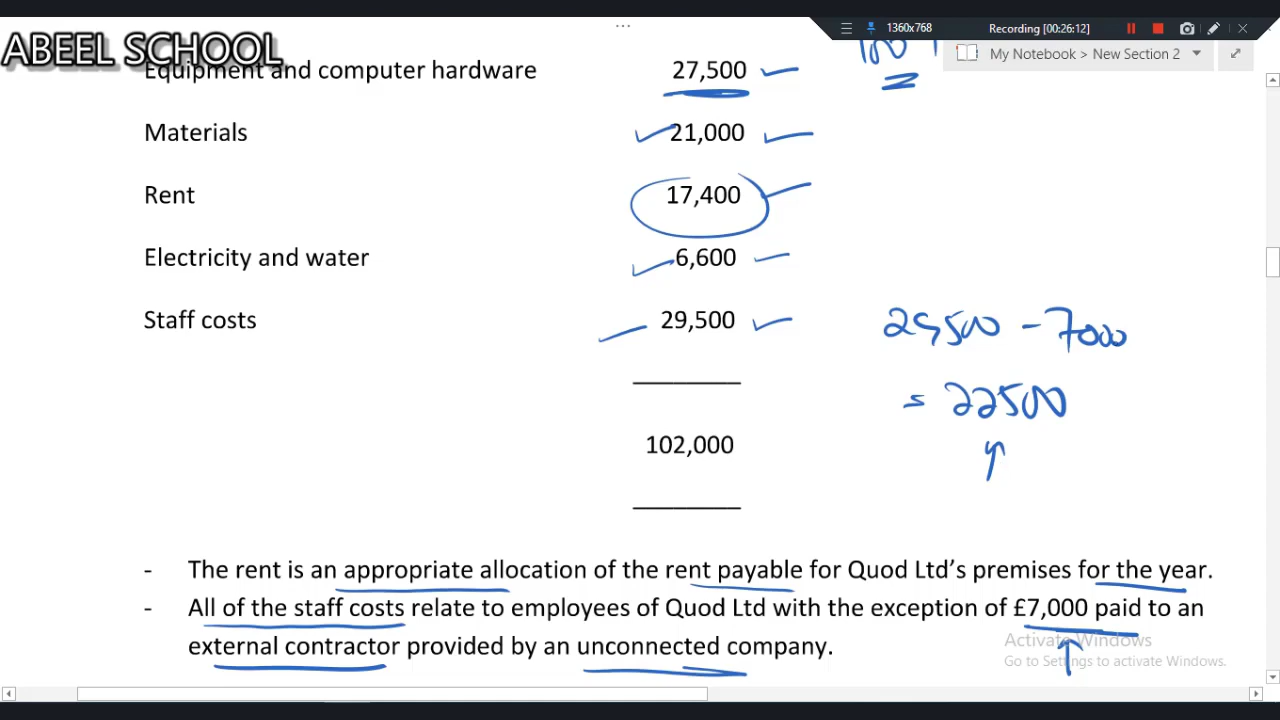 ABEEL SCHOOL
1360x768
Recording [00:26:12]
My Notebook > New Section 2
Equipment and computer hardware 27,500
Materials 21,000
Rent 17,400
Electricity and water 6,600
Staff costs 29,500
29500 - 7000
= 22500
102,000
- The rent is an appropriate allocation of the rent payable for Quod Ltd's premises for the year.
- All of the staff costs relate to employees of Quod Ltd with the exception of £7,000 paid to an
external contractor provided by an unconnected company.
Activate Windows
Go to Settings to activate Windows.